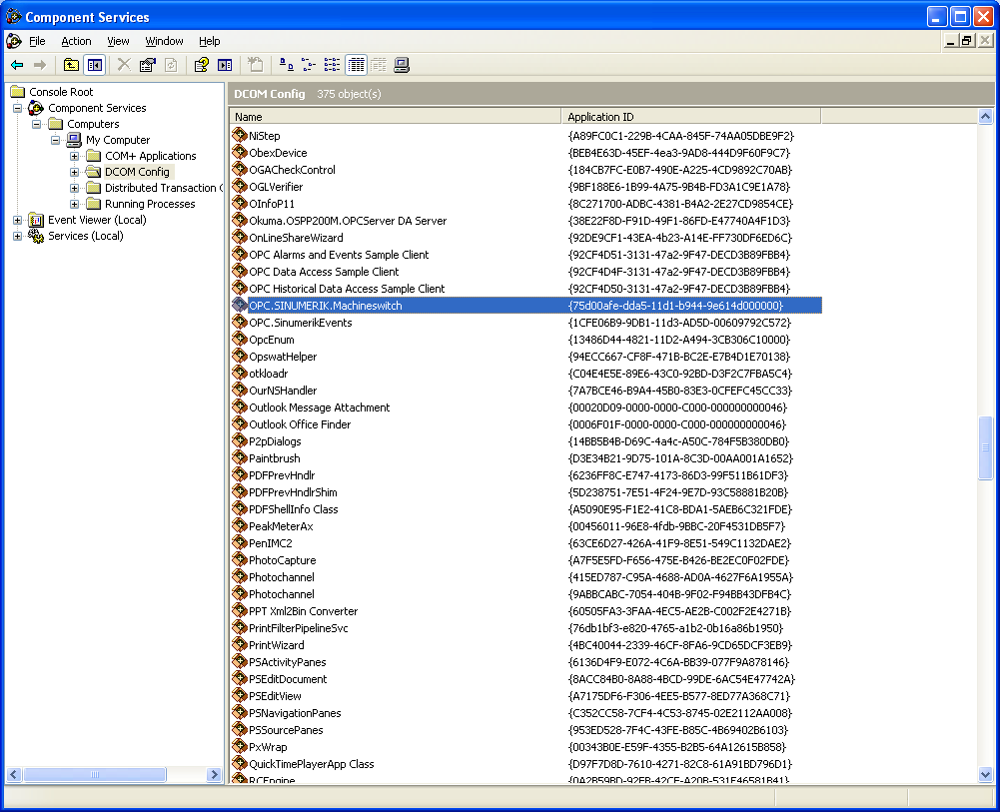 Component Services
File Action View Window Help
Console Root
Component Services
Computers
My Computer
COM+ Applications
DCOM Config
Distributed Transaction C
Running Processes
Event Viewer (Local)
Services (Local)
DCOM Config 375 object(s)
Name Application ID
NiStep {A89FC0C1-229B-4CAA-845F-74AA05DBE9F2}
ObexDevice {BEB4E63D-45EF-4ea3-9AD8-444D9F60F9C7}
OGACheckControl {184CB7FC-E0B7-490E-A225-4CD9892C70AB}
OGLVerifier {9BF188E6-1B99-4A75-9B4B-FD3A1C9E1A78}
OInfoP11 {8C271700-ADBC-4381-B4A2-2E27CD9854CE}
Okuma.OSPP200M.OPCServer DA Server {38E22F8D-F91D-49F1-86FD-E47740A4F1D3}
OnLineShareWizard {92DE9CF1-43EA-4b23-A14E-FF730DF6ED6C}
OPC Alarms and Events Sample Client {92CF4D51-3131-47a2-9F47-DECD3B89FBB4}
OPC Data Access Sample Client {92CF4D4F-3131-47a2-9F47-DECD3B89FBB4}
OPC Historical Data Access Sample Client {92CF4D50-3131-47a2-9F47-DECD3B89FBB4}
OPC.SINUMERIK.Machineswitch {75d00afe-dda5-11d1-b944-9e614d000000}
OPC.SinumerikEvents {1CFE06B9-9DB1-11d3-AD5D-00609792C572}
OpcEnum {13486D44-4821-11D2-A494-3CB306C10000}
OpswatHelper {94ECC667-CF8F-471B-BC2E-E7B4D1E70138}
otkloadr {C04E4E5E-89E6-43C0-92BD-D3F2C7FBA5C4}
OurNSHandler {7A7BCE46-B9A4-45B0-83E3-0CFEFC45CC33}
Outlook Message Attachment {00020D09-0000-0000-C000-000000000046}
Outlook Office Finder {0006F01F-0000-0000-C000-000000000046}
P2pDialogs {14BB5B4B-D69C-4a4c-A50C-784F5B380DB0}
Paintbrush {D3E34B21-9D75-101A-8C3D-00AA001A1652}
PDFPrevHndlr {6236FF8C-E747-4173-86D3-99F511B61DF3}
PDFPrevHndlrShim {5D238751-7E51-4F24-9E7D-93C58881B20B}
PDFShellInfo Class {A5090E95-F1E2-41C8-BDA1-5AEB6C321FDE}
PeakMeterAx {00456011-96E8-4fdb-9BBC-20F4531DB5F7}
PenIMC2 {63CE6D27-426A-41F9-8E51-549C1132DAE2}
PhotoCapture {A7F5E5FD-F656-475E-B426-BE2EC0F02FDE}
Photochannel {415ED787-C95A-4688-AD0A-4627F6A1955A}
Photochannel {9ABBCABC-7054-404B-9F02-F94BB43DFB4C}
PPT Xml2Bin Converter {60505FA3-3FAA-4EC5-AE2B-C002F2E4271B}
PrintFilterPipelineSvc {76db1bf3-e820-4765-a1b2-0b16a86b1950}
PrintWizard {4BC40044-2339-46CF-8FA6-9CD65DCF3EB9}
PSActivityPanes {6136D4F9-E072-4C6A-BB39-077F9A878146}
PSEditDocument {8ACC84B0-8A88-4BCD-99DE-6AC54E47742A}
PSEditView {A7175DF6-F306-4EE5-B577-8ED77A368C71}
PSNavigationPanes {C352CC58-7CF4-4C53-8745-02E2112AA008}
PSSourcePanes {953ED528-7F4C-43FE-B85C-4B69402B6103}
PxWrap {00343B0E-E59F-4355-B2B5-64A12615B858}
QuickTimePlayerApp Class {D97F7D8D-7610-4271-82C8-61A91BD796D1}
RCEngine {0A2B59BD-92EB-42CE-A20B-531E46581B41}